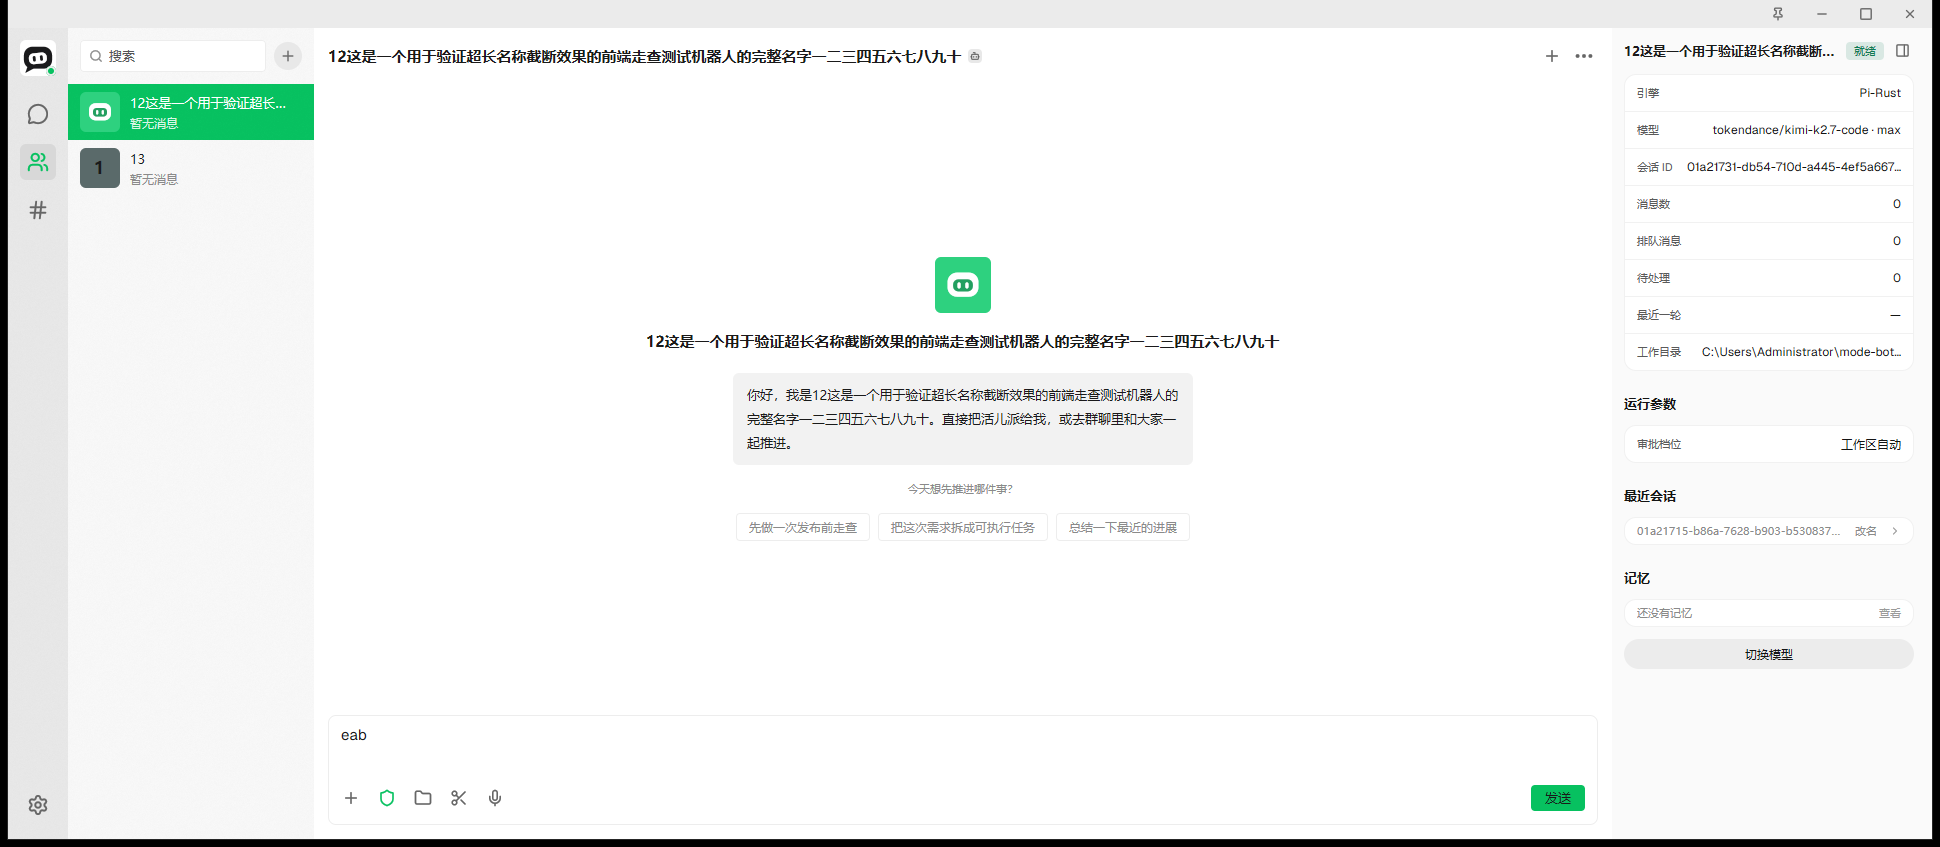 搜索
12这是一个用于验证超长...
暂无消息
1
13
暂无消息
12这是一个用于验证超长名称截断效果的前端走查测试机器人的完整名字一二三四五六七八九十
12这是一个用于验证超长名称截断效果的前端走查测试机器人的完整名字一二三四五六七八九十
你好，我是12这是一个用于验证超长名称截断效果的前端走查测试机器人的
完整名字一二三四五六七八九十。直接把活儿派给我，或去群聊里和大家一
起推进。
今天想先推进哪件事？
先做一次发布前走查
把这次需求拆成可执行任务
总结一下最近的进展
eab
发送
12这是一个用于验证超长名称截断... 就绪
引擎 Pi-Rust
模型 tokendance/kimi-k2.7-code · max
会话 ID 01a21731-db54-710d-a445-4ef5a667...
消息数 0
排队消息 0
待处理 0
最近一轮 —
工作目录 C:\Users\Administrator\mode-bot...
运行参数
审批档位 工作区自动
最近会话
01a21715-b86a-7628-b903-b530837... 改名
记忆
还没有记忆 查看
切换模型